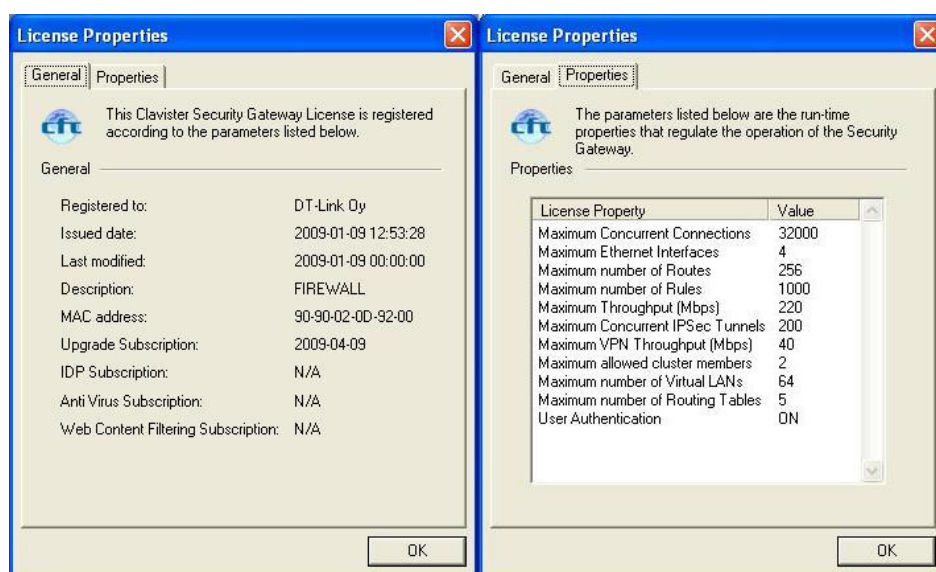 License Properties
General Properties
cfc
This Clavister Security Gateway License is registered
according to the parameters listed below.
General
Registered to: DT-Link Oy
Issued date: 2009-01-09 12:53:28
Last modified: 2009-01-09 00:00:00
Description: FIREWALL
MAC address: 90-90-02-0D-92-00
Upgrade Subscription: 2009-04-09
IDP Subscription: N/A
Anti Virus Subscription: N/A
Web Content Filtering Subscription: N/A
OK
License Properties
General Properties
cfc
The parameters listed below are the run-time
properties that regulate the operation of the Security
Gateway.
Properties
License Property Value
Maximum Concurrent Connections 32000
Maximum Ethernet Interfaces 4
Maximum number of Routes 256
Maximum number of Rules 1000
Maximum Throughput (Mbps) 220
Maximum Concurrent IPSec Tunnels 200
Maximum VPN Throughput (Mbps) 40
Maximum allowed cluster members 2
Maximum number of Virtual LANs 64
Maximum number of Routing Tables 5
User Authentication ON
OK